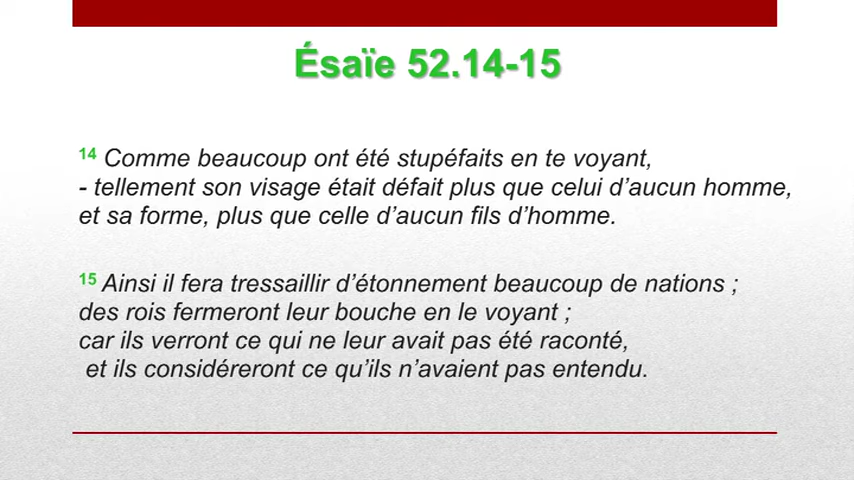 Ésaïe 52.14-15
14 Comme beaucoup ont été stupéfaits en te voyant,
- tellement son visage était défait plus que celui d’aucun homme,
et sa forme, plus que celle d’aucun fils d’homme.
15 Ainsi il fera tressaillir d’étonnement beaucoup de nations ;
des rois fermeront leur bouche en le voyant ;
car ils verront ce qui ne leur avait pas été raconté,
et ils considéreront ce qu’ils n’avaient pas entendu.